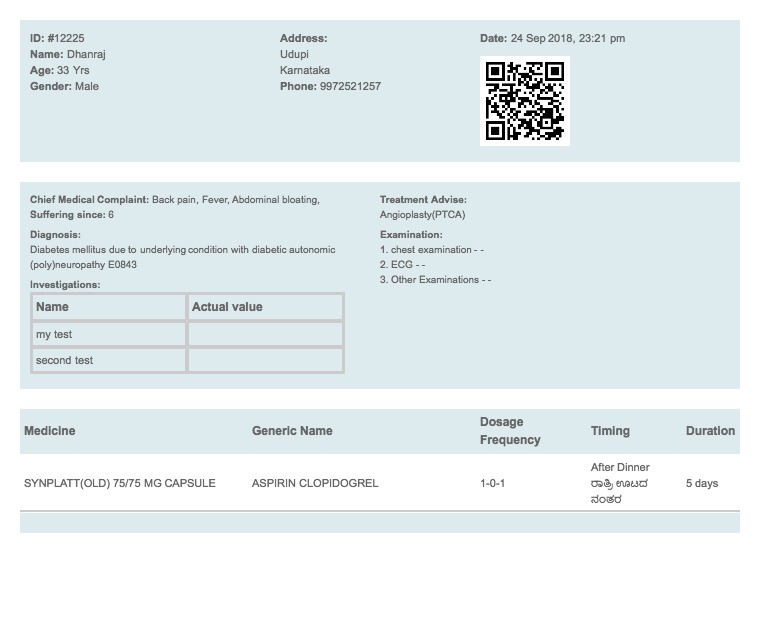 ID: #12225
Name: Dhanraj
Age: 33 Yrs
Gender: Male
Address:
Udupi
Karnataka
Phone: 9972521257
Date: 24 Sep 2018, 23:21 pm
Chief Medical Complaint: Back pain, Fever, Abdominal bloating,
Suffering since: 6
Diagnosis:
Diabetes mellitus due to underlying condition with diabetic autonomic
(poly)neuropathy E0843
Investigations:
Name Actual value
my test
second test
Treatment Advise:
Angioplasty(PTCA)
Examination:
1. chest examination - -
2. ECG - -
3. Other Examinations - -
Medicine Generic Name Dosage Frequency Timing Duration
SYNPLATT(OLD) 75/75 MG CAPSULE ASPIRIN CLOPIDOGREL 1-0-1 After Dinner 5 days
ರಾತ್ರಿ ಊಟದ
ನಂತರ